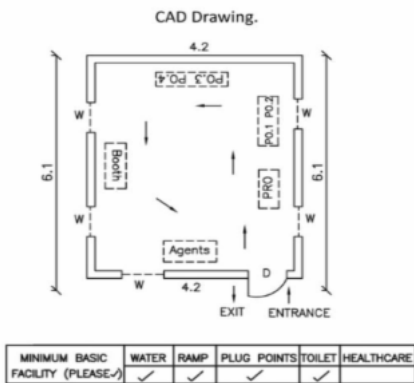 CAD Drawing.
4.2
PO.3 PO.4
W
W
PO.1 PO.2
6.1
Booth
6.1
PRO
W
W
Agents
D
W
4.2
EXIT
ENTRANCE
MINIMUM BASIC FACILITY (PLEASE✓)
WATER
RAMP
PLUG POINTS
TOILET
HEALTHCARE
✓
✓
✓
✓